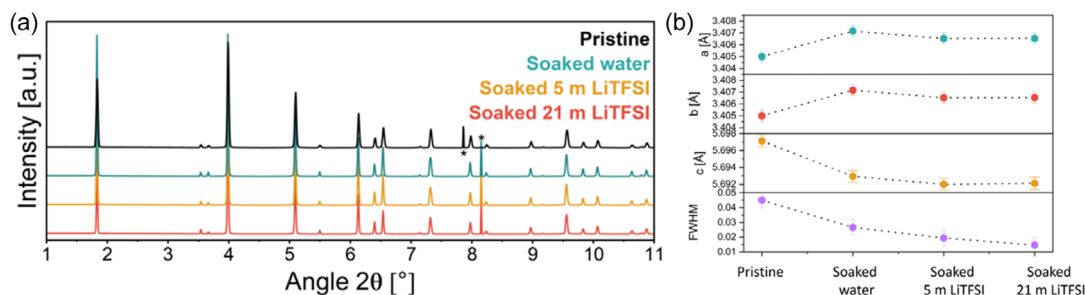 (a)
Pristine
Soaked water
Soaked 5 m LiTFSI
Soaked 21 m LiTFSI
*
*
Intensity [a.u.]
1 2 3 4 5 6 7 8 9 10 11
Angle 2θ [°]
(b)
3.408
3.407
3.406
3.405
3.404
a [Å]
3.408
3.407
3.406
3.405
3.404
b [Å]
5.698
5.696
5.694
5.692
c [Å]
0.05
0.04
0.03
0.02
0.01
FWHM
Pristine
Soaked
water
Soaked
5 m LiTFSI
Soaked
21 m LiTFSI